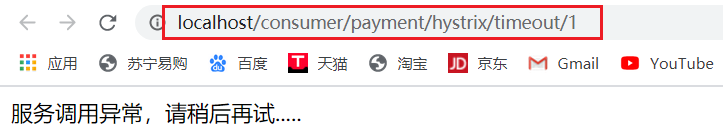 localhost/consumer/payment/hystrix/timeout/1
应用 苏宁易购 百度 T 天猫 淘宝 JD 京东 Gmail YouTube
服务调用异常，请稍后再试.....